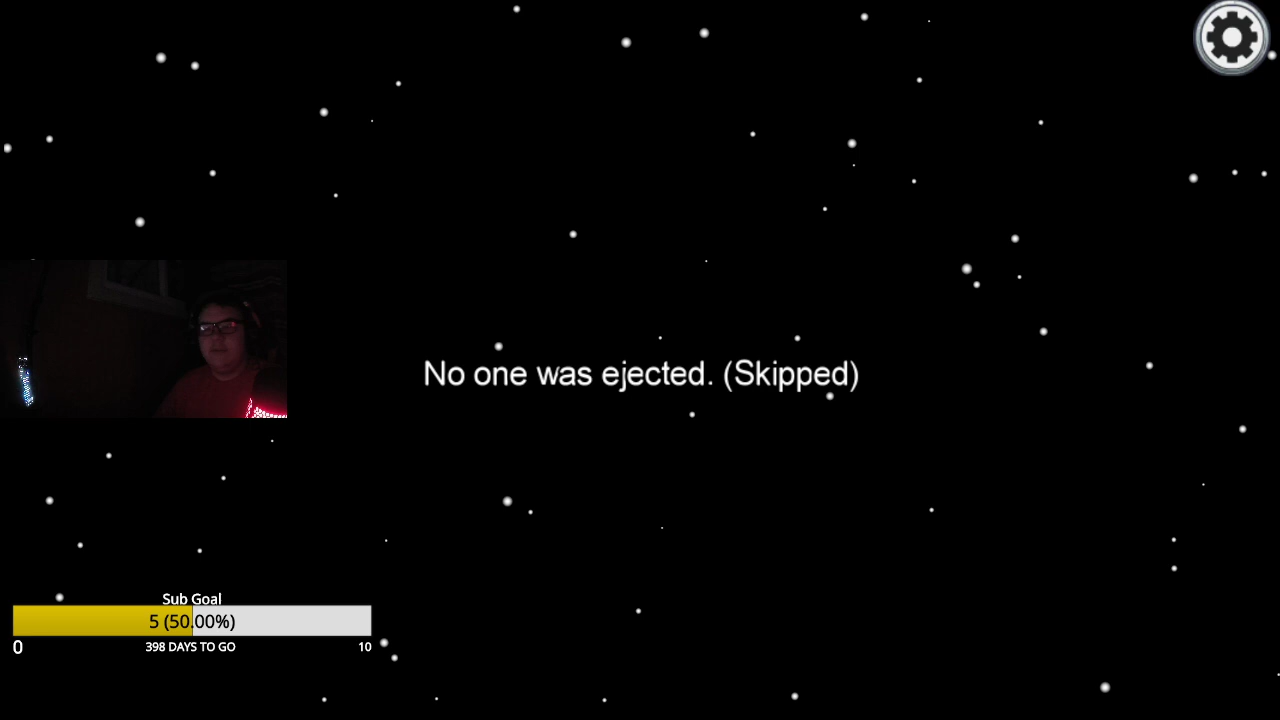 No one was ejected. (Skipped)
Sub Goal
5 (50.00%)
0
398 DAYS TO GO
10